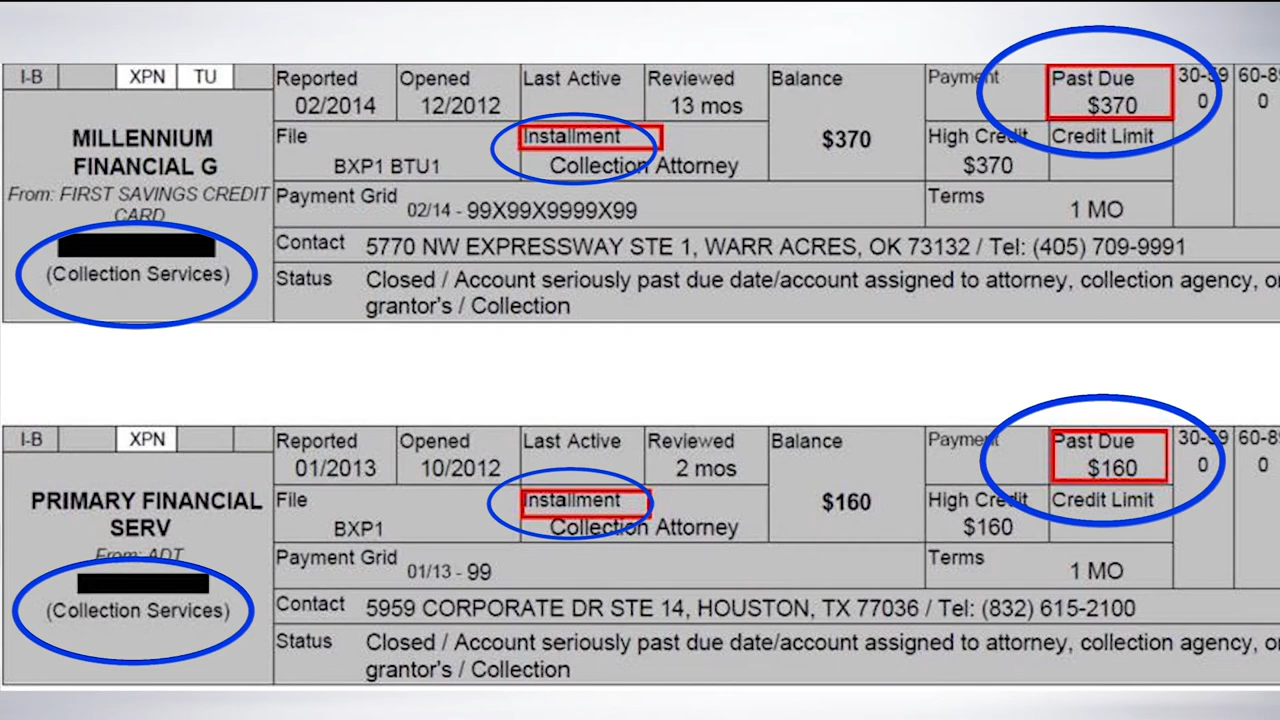 I-B XPN TU Reported Opened Last Active Reviewed Balance Payment Past Due 30-59 60-8
02/2014 12/2012 13 mos $370 0 0
MILLENNIUM File Installment $370 High Credit Credit Limit
FINANCIAL G BXP1 BTU1 Collection Attorney $370
From: FIRST SAVINGS CREDIT Payment Grid Terms
CARD 02/14 - 99X99X9999X99 1 MO
Contact 5770 NW EXPRESSWAY STE 1, WARR ACRES, OK 73132 / Tel: (405) 709-9991
(Collection Services) Status Closed / Account seriously past due date/account assigned to attorney, collection agency, or
grantor's / Collection
I-B XPN Reported Opened Last Active Reviewed Balance Payment Past Due 30-59 60-8
01/2013 10/2012 2 mos $160 0 0
PRIMARY FINANCIAL File Installment $160 High Credit Credit Limit
SERV BXP1 Collection Attorney $160
From: ADT Payment Grid 01/13 - 99 Terms 1 MO
Contact 5959 CORPORATE DR STE 14, HOUSTON, TX 77036 / Tel: (832) 615-2100
(Collection Services) Status Closed / Account seriously past due date/account assigned to attorney, collection agency, or
grantor's / Collection